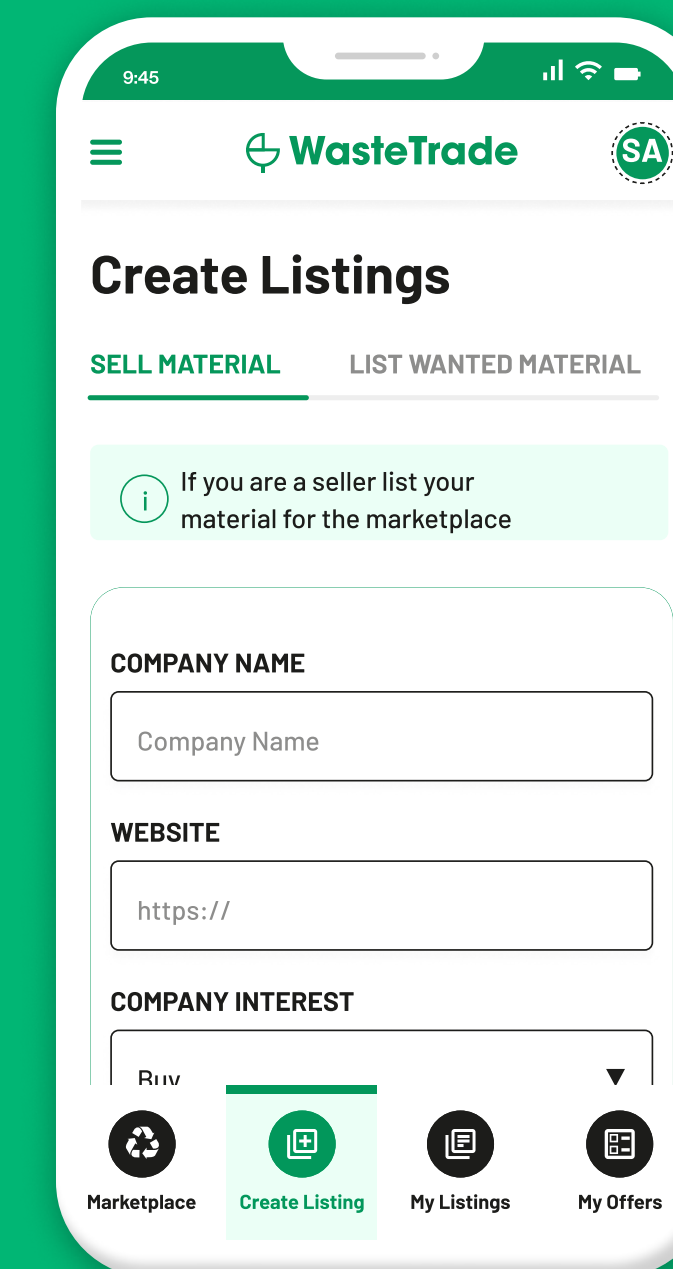 9:45
WasteTrade
SA
Create Listings
SELL MATERIAL LIST WANTED MATERIAL
i
If you are a seller list your
material for the marketplace
COMPANY NAME
Company Name
WEBSITE
https://
COMPANY INTEREST
Buy
Marketplace Create Listing My Listings My Offers